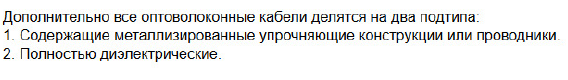 Дополнительно все оптоволоконные кабели делятся на два подтипа:
1. Содержащие металлизированные упрочняющие конструкции или проводники.
2. Полностью диэлектрические.